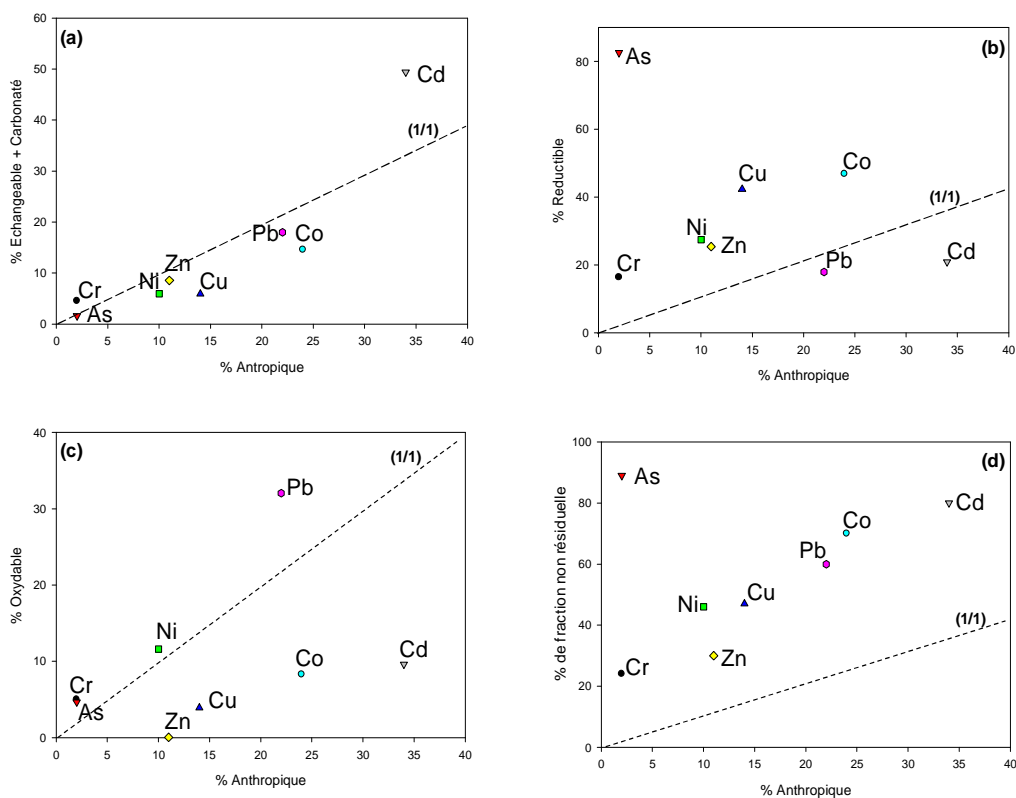 (a)
% Echangeable + Carbonaté
60
50
40
30
20
10
0
Cd
(1/1)
Pb Co
Zn
Ni Cu
Cr
As
0 5 10 15 20 25 30 35 40
% Antropique
(b)
% Reductible
80
60
40
20
0
As
Co
Cu
(1/1)
Ni
Zn
Cr
Pb
Cd
0 5 10 15 20 25 30 35 40
% Anthropique
(c)
% Oxydable
40
30
20
10
0
(1/1)
Pb
Ni
Co Cd
Cr
As
Cu
Zn
0 5 10 15 20 25 30 35 40
% Anthropique
(d)
% de fraction non résiduelle
100
80
60
40
20
0
As
Cd
Co
Pb
Ni Cu
(1/1)
Zn
Cr
0 5 10 15 20 25 30 35 40
% Anthropique